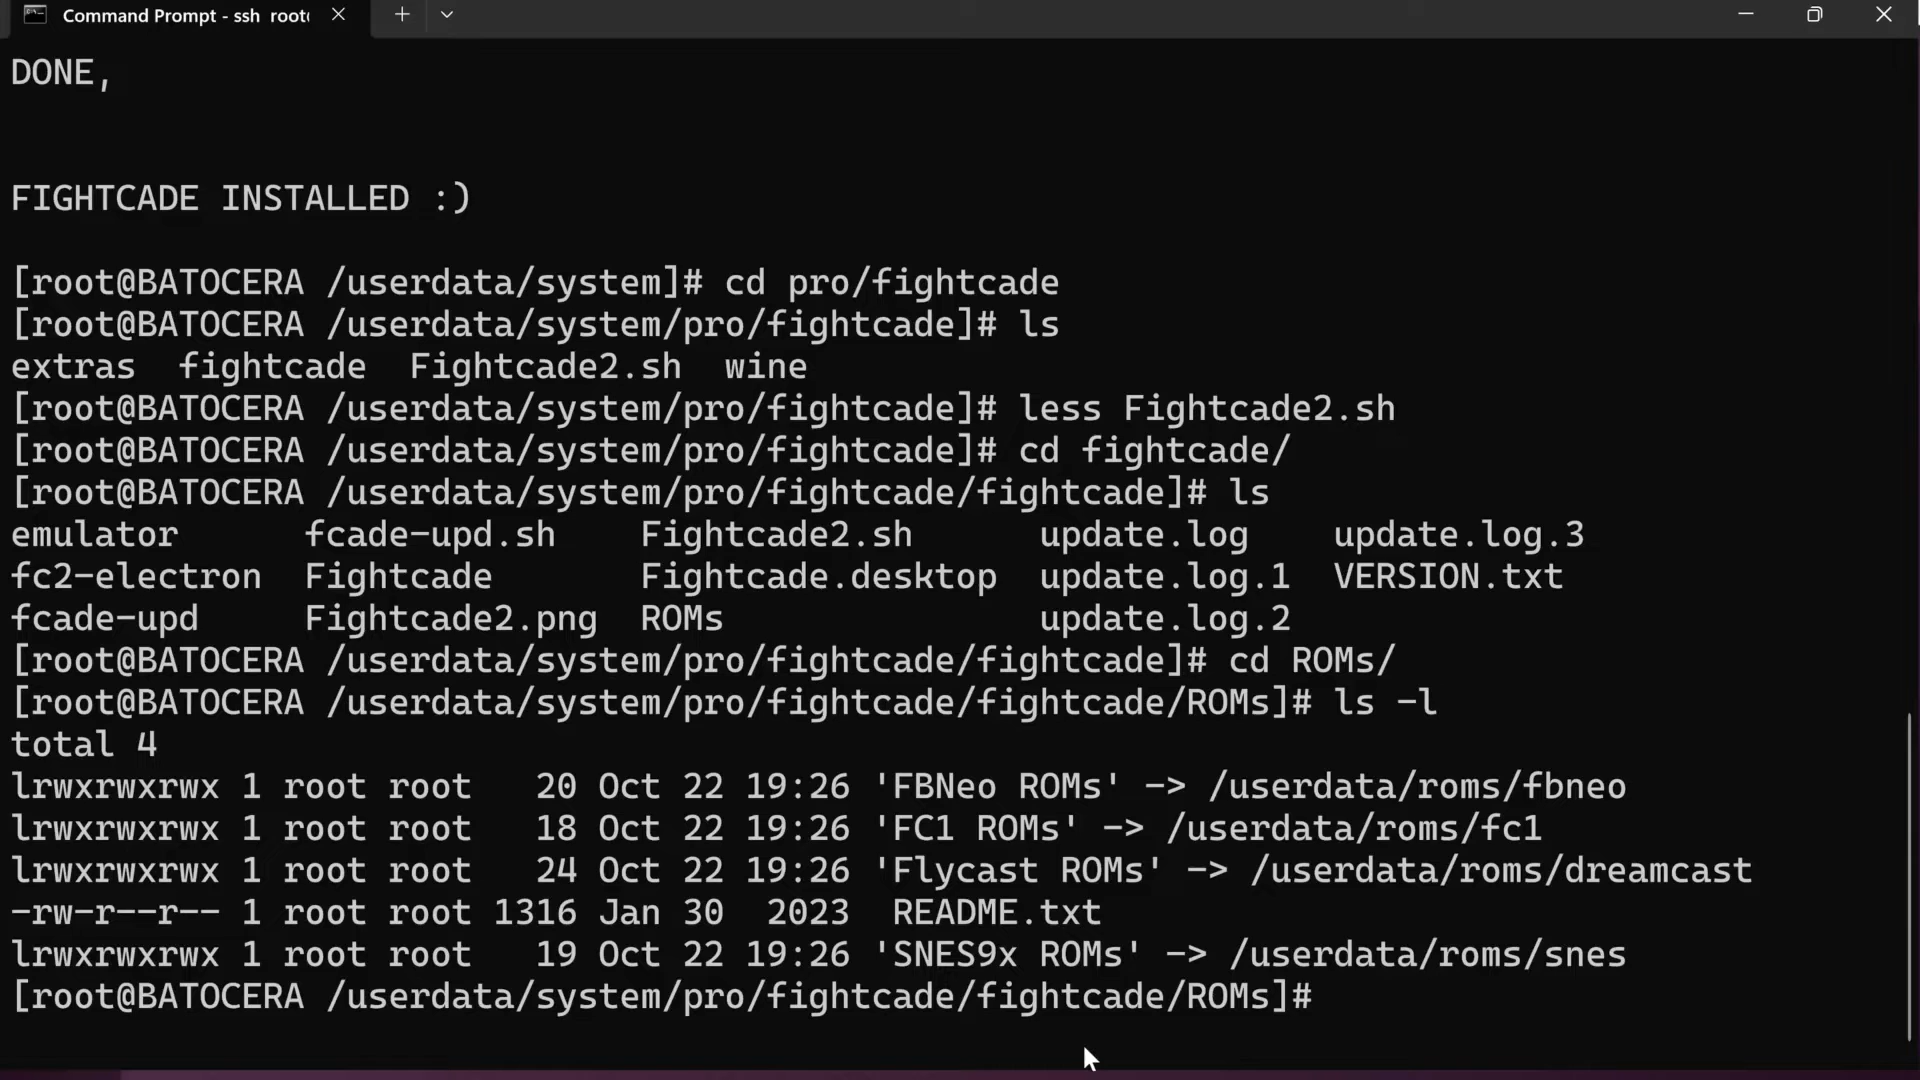 Command Prompt - ssh root
DONE,
FIGHTCADE INSTALLED :)
[root@BATOCERA /userdata/system]# cd pro/fightcade
[root@BATOCERA /userdata/system/pro/fightcade]# ls
extras  fightcade  Fightcade2.sh  wine
[root@BATOCERA /userdata/system/pro/fightcade]# less Fightcade2.sh
[root@BATOCERA /userdata/system/pro/fightcade]# cd fightcade/
[root@BATOCERA /userdata/system/pro/fightcade/fightcade]# ls
emulator      fcade-upd.sh    Fightcade2.sh      update.log    update.log.3
fc2-electron  Fightcade       Fightcade.desktop  update.log.1  VERSION.txt
fcade-upd     Fightcade2.png  ROMs               update.log.2
[root@BATOCERA /userdata/system/pro/fightcade/fightcade]# cd ROMs/
[root@BATOCERA /userdata/system/pro/fightcade/fightcade/ROMs]# ls -l
total 4
lrwxrwxrwx 1 root root   20 Oct 22 19:26 'FBNeo ROMs' -> /userdata/roms/fbneo
lrwxrwxrwx 1 root root   18 Oct 22 19:26 'FC1 ROMs' -> /userdata/roms/fc1
lrwxrwxrwx 1 root root   24 Oct 22 19:26 'Flycast ROMs' -> /userdata/roms/dreamcast
-rw-r--r-- 1 root root 1316 Jan 30  2023  README.txt
lrwxrwxrwx 1 root root   19 Oct 22 19:26 'SNES9x ROMs' -> /userdata/roms/snes
[root@BATOCERA /userdata/system/pro/fightcade/fightcade/ROMs]#